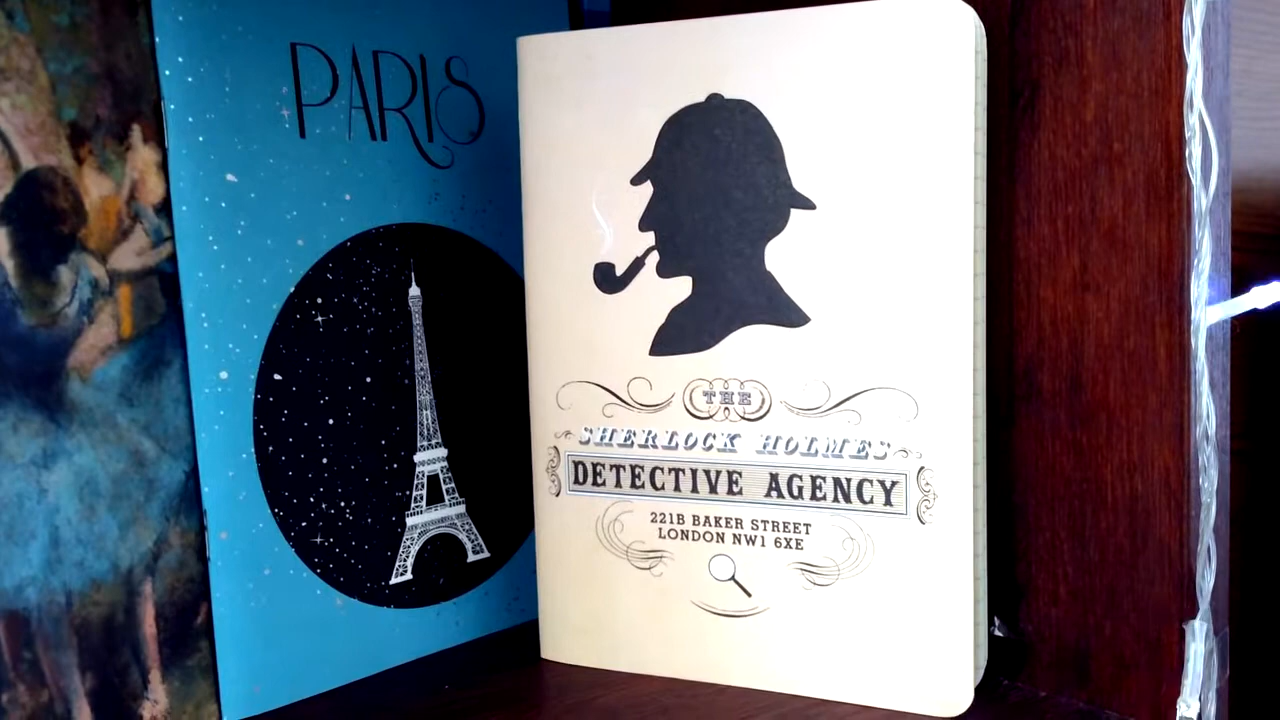 PARIS
THE
SHERLOCK HOLMES
DETECTIVE AGENCY
221B BAKER STREET
LONDON NW1 6XE